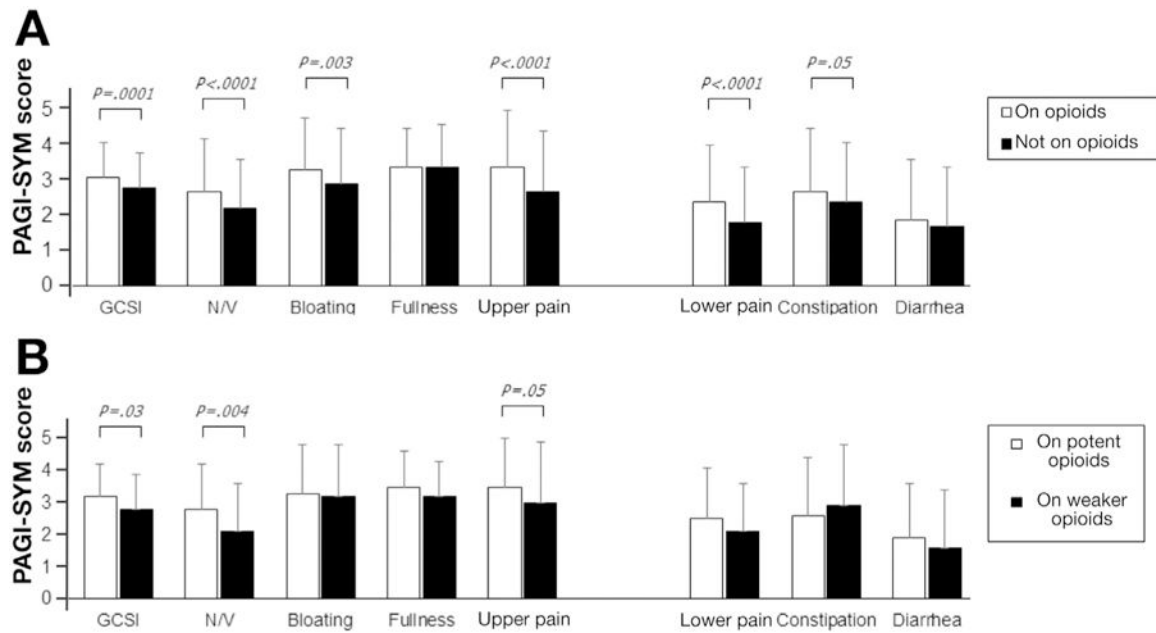 A
PAGI-SYM score
5
4
3
2
1
0
P=.0001
P<.0001
P=.003
P<.0001
P<.0001
P=.05
GCSI
N/V
Bloating
Fullness
Upper pain
Lower pain
Constipation
Diarrhea
On opioids
Not on opioids
B
PAGI-SYM score
5
4
3
2
1
0
P=.03
P=.004
P=.05
GCSI
N/V
Bloating
Fullness
Upper pain
Lower pain
Constipation
Diarrhea
On potent
opioids
On weaker
opioids